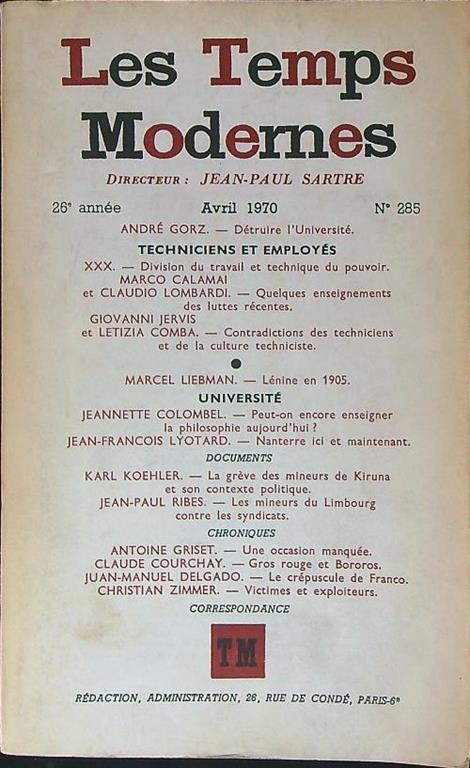 Les Temps
Modernes
DIRECTEUR : JEAN-PAUL SARTRE
26e année Avril 1970 N° 285
ANDRÉ GORZ. — Détruire l'Université.
TECHNICIENS ET EMPLOYÉS
XXX. — Division du travail et technique du pouvoir.
MARCO CALAMAI
et CLAUDIO LOMBARDI. — Quelques enseignements
des luttes récentes.
GIOVANNI JERVIS
et LETIZIA COMBA. — Contradictions des techniciens
et de la culture techniciste.
MARCEL LIEBMAN. — Lénine en 1905.
UNIVERSITÉ
JEANNETTE COLOMBEL. — Peut-on encore enseigner
la philosophie aujourd'hui ?
JEAN-FRANCOIS LYOTARD. — Nanterre ici et maintenant.
DOCUMENTS
KARL KOEHLER. — La grève des mineurs de Kiruna
et son contexte politique.
JEAN-PAUL RIBES. — Les mineurs du Limbourg
contre les syndicats.
CHRONIQUES
ANTOINE GRISET. — Une occasion manquée.
CLAUDE COURCHAY. — Gros rouge et Bororos.
JUAN-MANUEL DELGADO. — Le crépuscule de Franco.
CHRISTIAN ZIMMER. — Victimes et exploiteurs.
CORRESPONDANCE
TM
RÉDACTION, ADMINISTRATION, 26, RUE DE CONDÉ, PARIS-6e